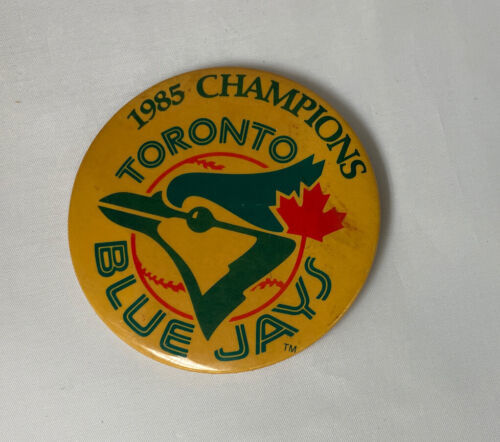 1985 CHAMPIONS
TORONTO
BLUE JAYS
TM